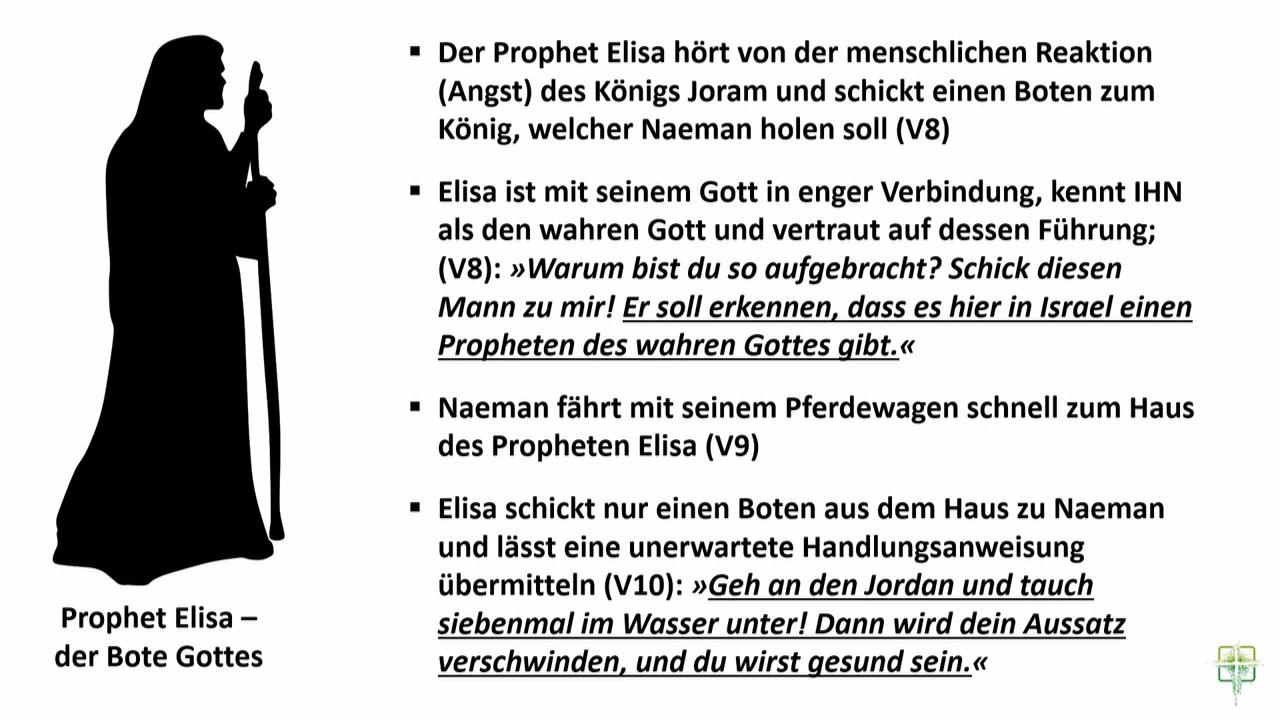 ▪ Der Prophet Elisa hört von der menschlichen Reaktion
(Angst) des Königs Joram und schickt einen Boten zum
König, welcher Naeman holen soll (V8)
▪ Elisa ist mit seinem Gott in enger Verbindung, kennt IHN
als den wahren Gott und vertraut auf dessen Führung;
(V8): »Warum bist du so aufgebracht? Schick diesen
Mann zu mir! Er soll erkennen, dass es hier in Israel einen
Propheten des wahren Gottes gibt.«
▪ Naeman fährt mit seinem Pferdewagen schnell zum Haus
des Propheten Elisa (V9)
▪ Elisa schickt nur einen Boten aus dem Haus zu Naeman
und lässt eine unerwartete Handlungsanweisung
übermitteln (V10): »Geh an den Jordan und tauch
siebenmal im Wasser unter! Dann wird dein Aussatz
verschwinden, und du wirst gesund sein.«
Prophet Elisa –
der Bote Gottes